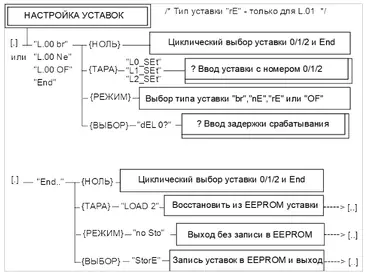 НАСТРОЙКА УСТАВОК
/* Тип уставки "rE" - только для L.01 */
[.] "L.00 br" {НОЛЬ} Циклический выбор уставки 0/1/2 и End
или "L.00 Ne"
"L.00 OF"
"End"
{ТАРА} "L0_SEt" "L1_SEt" "L2_SEt" ? Ввод уставки с номером 0/1/2
{РЕЖИМ} Выбор типа уставки "br","nE","rE" или "OF"
{ВЫБОР} "dEL 0?" ? Ввод задержки срабатывания
[.] "End.." {НОЛЬ} Циклический выбор уставки 0/1/2 и End
{ТАРА} "LOAD 2" Восстановить из EEPROM уставки ----> [..]
{РЕЖИМ} "no Sto" Выход без записи в EEPROM ----> [..]
{ВЫБОР} "StorE" Запись уставок в EEPROM и выход ----> [..]